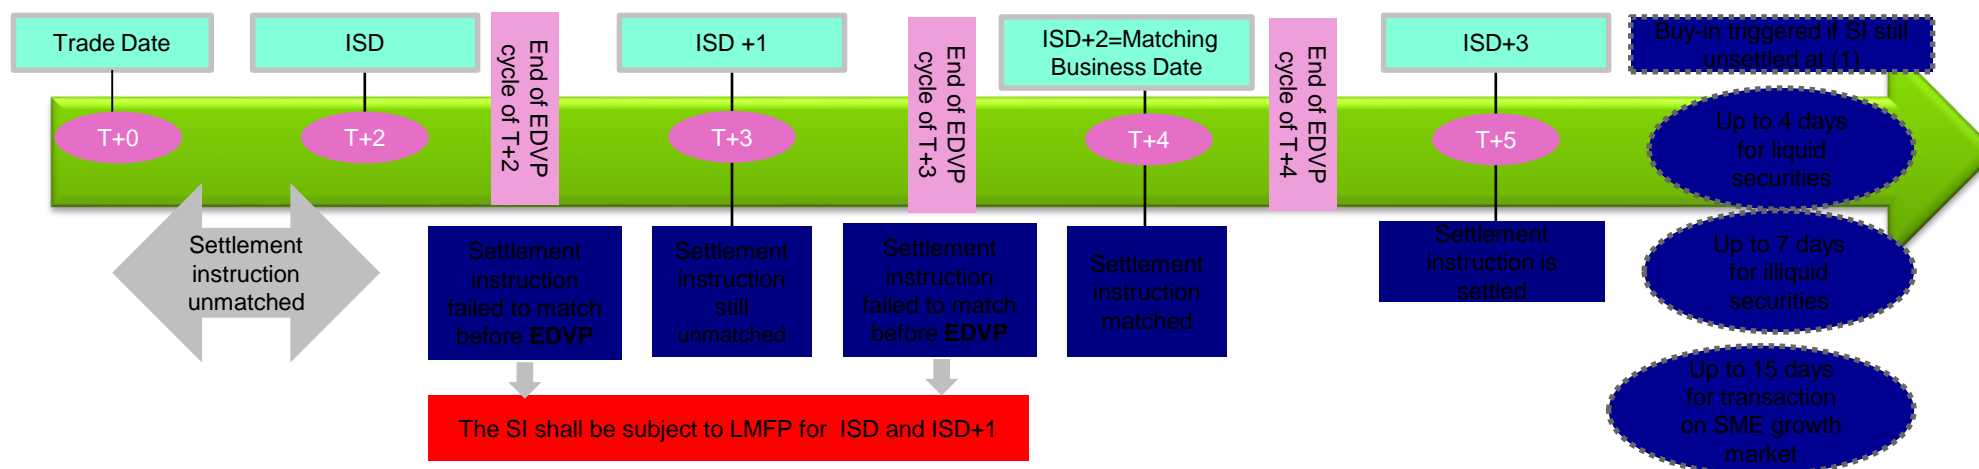 Trade Date
ISD
End of EDVP
cycle of T+2
ISD +1
End of EDVP
cycle of T+3
ISD+2=Matching
Business Date
End of EDVP
cycle of T+4
ISD+3
Buy-in triggered if SI still
unsettled at (1)
T+0
T+2
T+3
T+4
T+5
Up to 4 days
for liquid
securities
Settlement
instruction
unmatched
Settlement
instruction
failed to match
before EDVP
Settlement
instruction
still
unmatched
Settlement
instruction
failed to match
before EDVP
Settlement
instruction
matched
Settlement
instruction is
settled
Up to 7 days
for illiquid
securities
The SI shall be subject to LMFP for ISD and ISD+1
Up to 15 days
for transaction
on SME growth
market